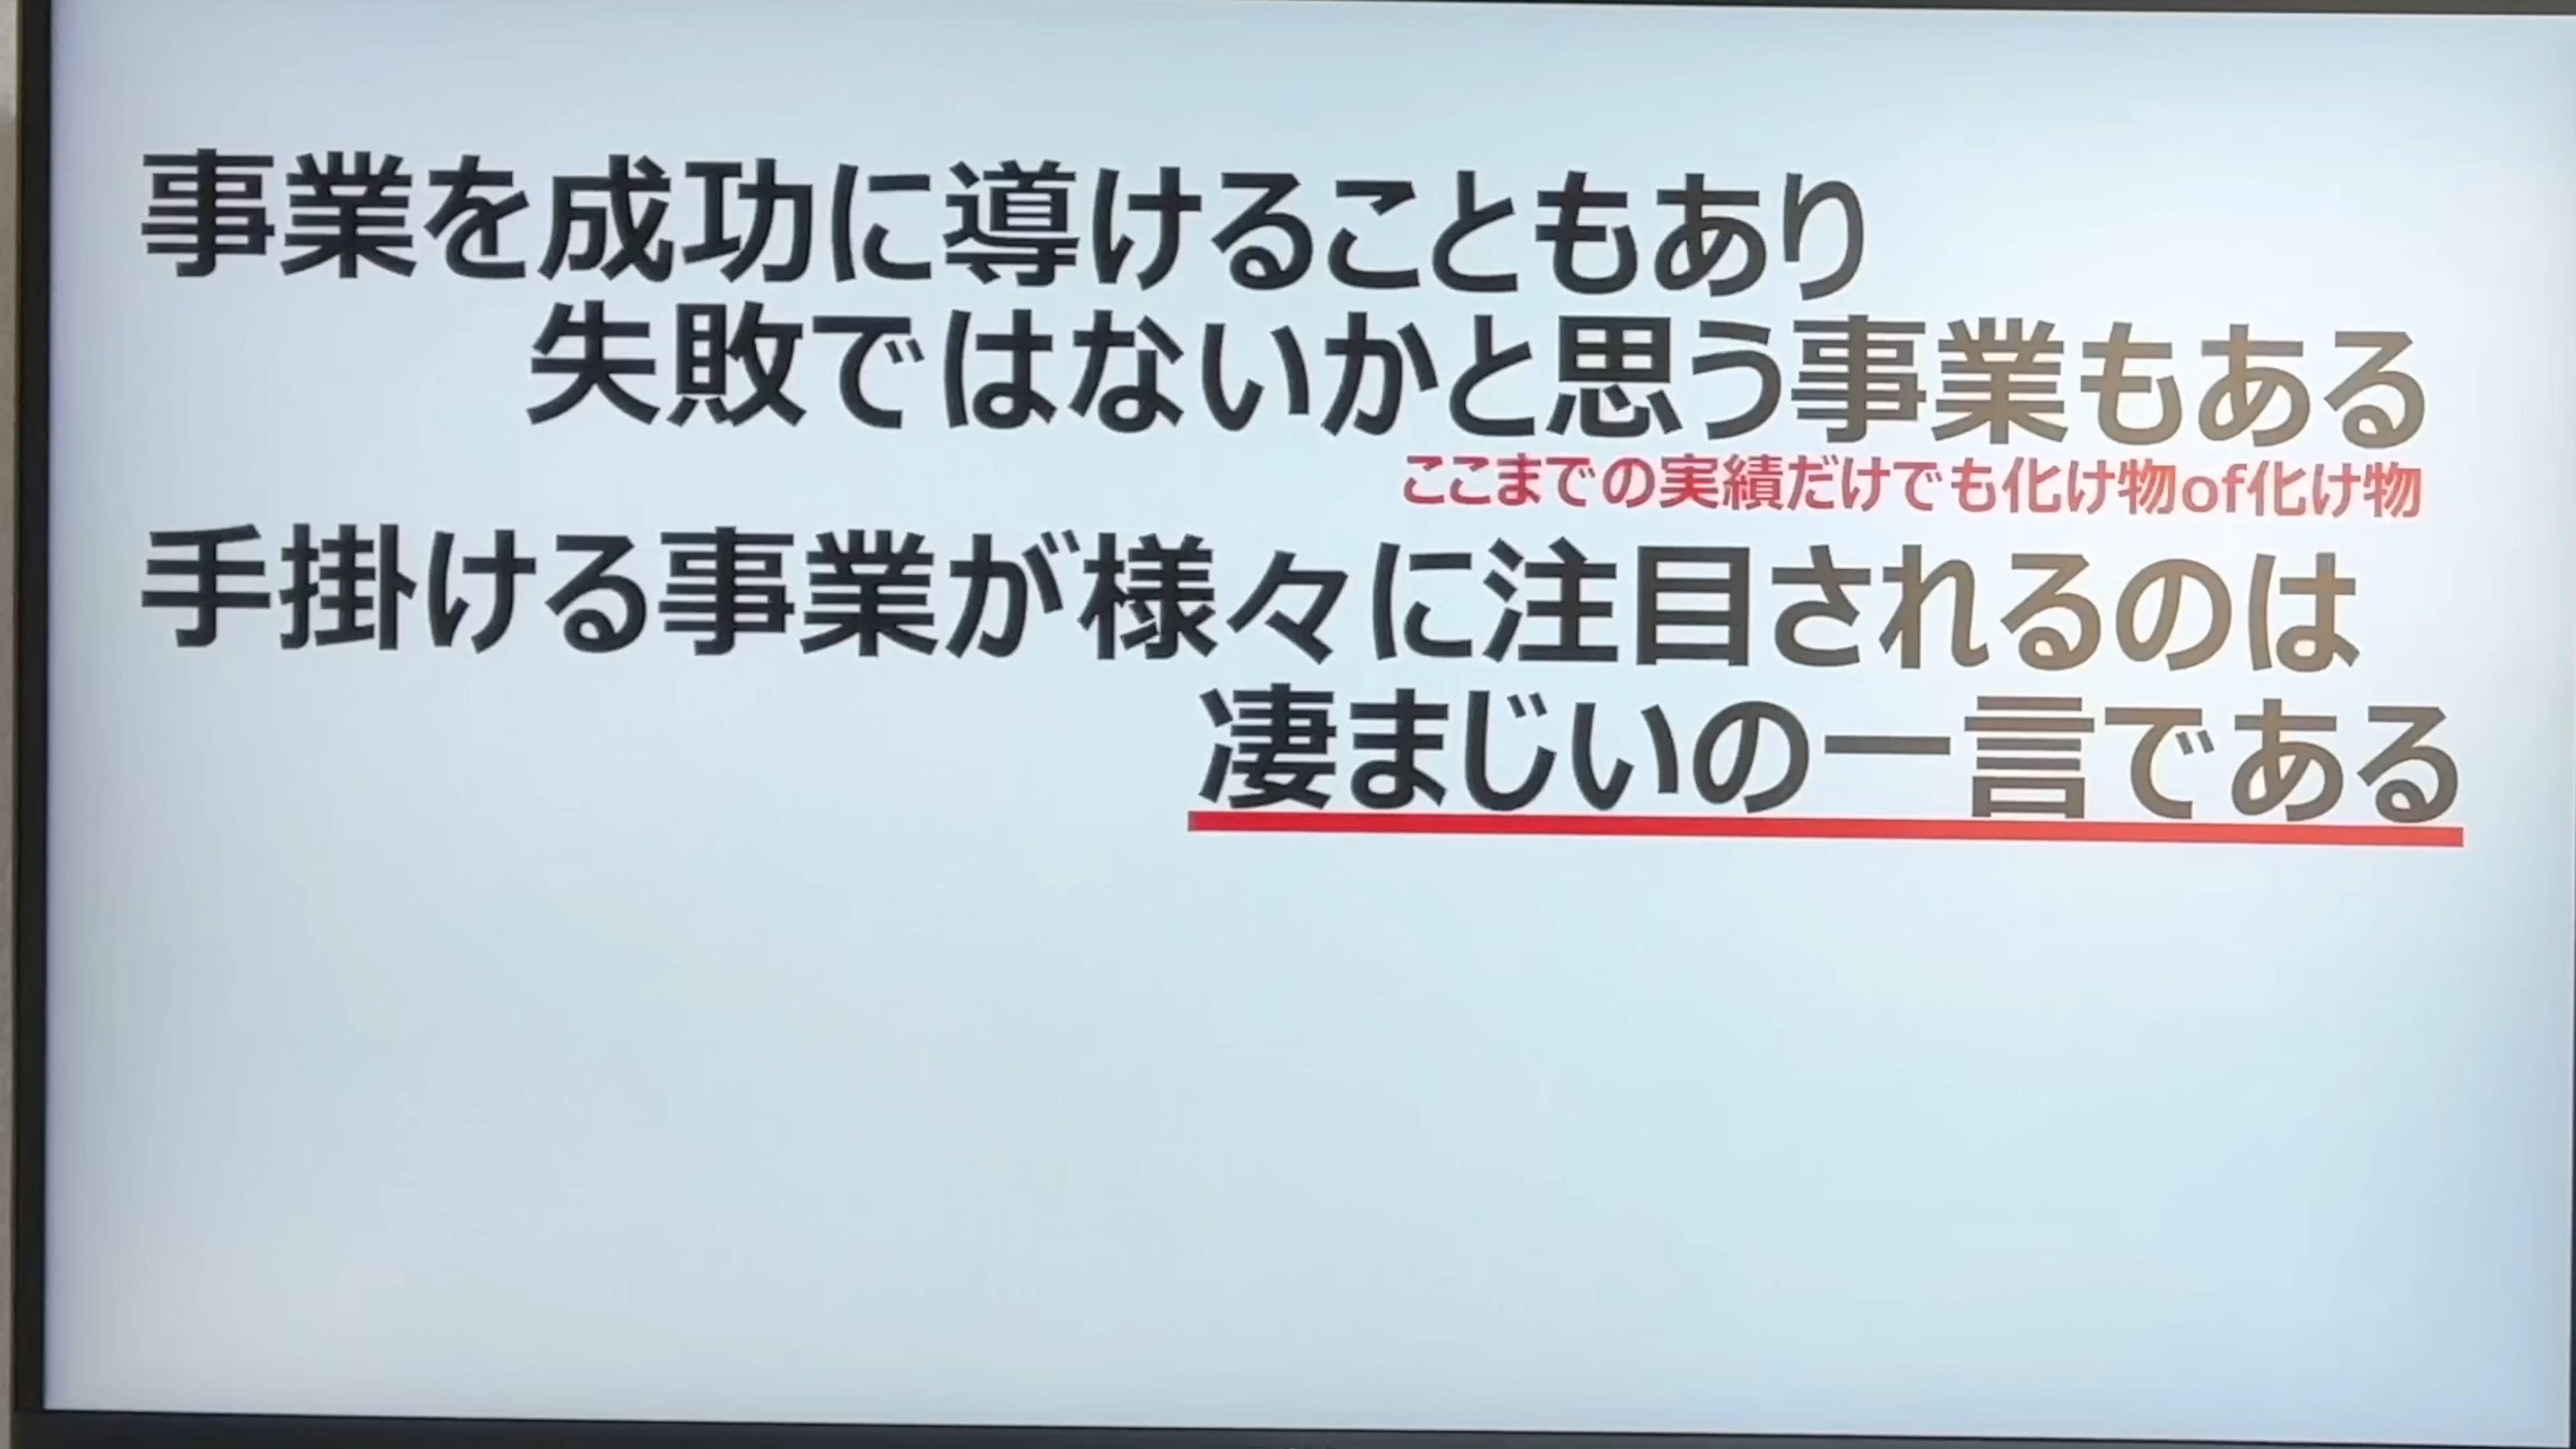 事業を成功に導けることもあり
失敗ではないかと思う事業もある
ここまでの実績だけでも化け物of化け物
手掛ける事業が様々に注目されるのは
凄まじいの一言である